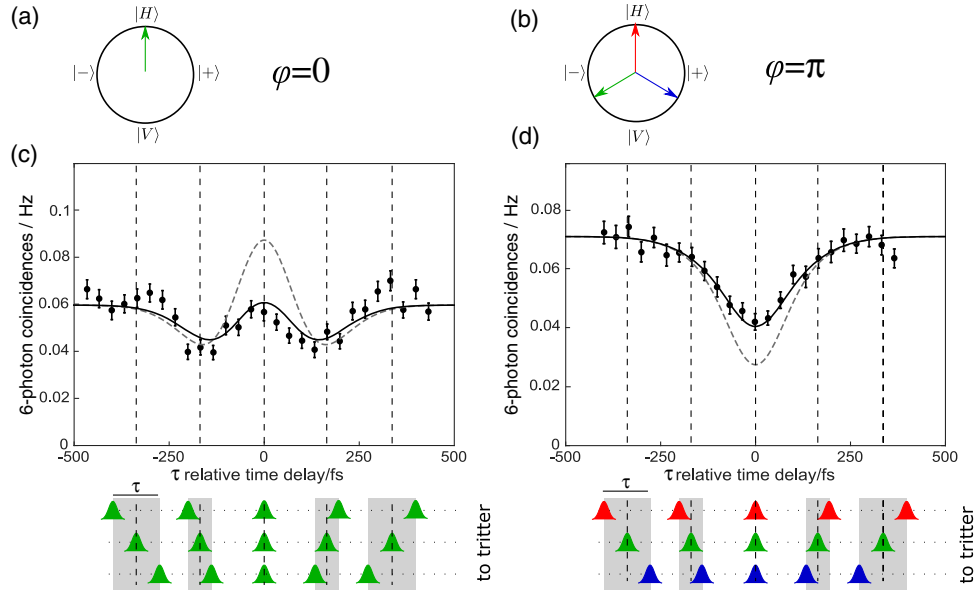 (a)
|H⟩
|−⟩
|+⟩
|V⟩
φ=0
(b)
|H⟩
|−⟩
|+⟩
|V⟩
φ=π
(c)
6-photon coincidences / Hz
0.1
0.08
0.06
0.04
0.02
0
-500
-250
0
250
500
τ relative time delay/fs
τ
to tritter
(d)
6-photon coincidences / Hz
0.08
0.06
0.04
0.02
0
-500
-250
0
250
500
τ relative time delay/fs
τ
to tritter